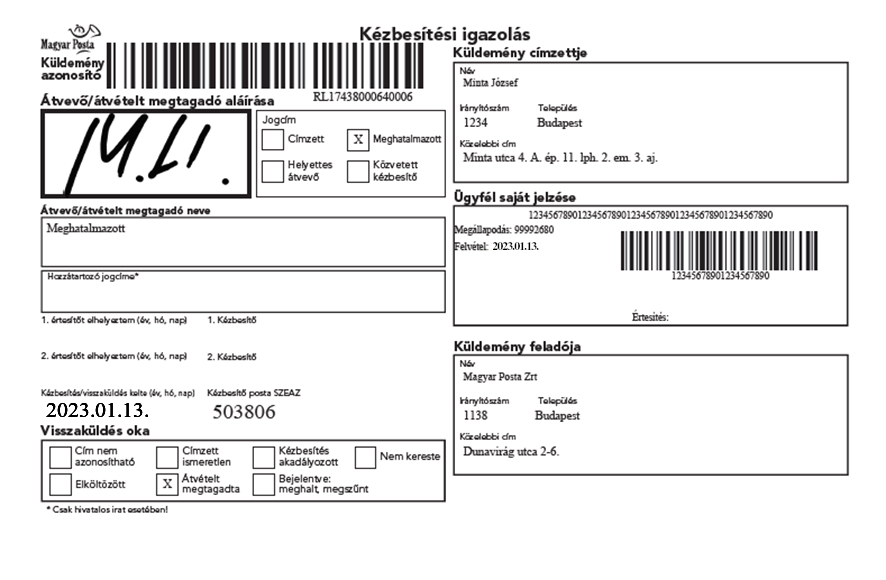 Kézbesítési igazolás
Magyar Posta
Küldemény azonosító
RL17438000640006
Átvevő/átvételt megtagadó aláírása
Jogcím
Címzett
X Meghatalmazott
Helyettes átvevő
Közvetett kézbesítő
Átvevő/átvételt megtagadó neve
Meghatalmazott
Hozzátartozó jogcíme*
1. értesítőt elhelyeztem (év, hó, nap) 1. Kézbesítő
2. értesítőt elhelyeztem (év, hó, nap) 2. Kézbesítő
Kézbesítés/visszaküldés kelte (év, hó, nap) Kézbesítő posta SZEAZ
2023.01.13. 503806
Visszaküldés oka
Cím nem azonosítható
Címzett ismeretlen
Kézbesítés akadályozott
Nem kereste
Elköltözött
X Átvételt megtagadta
Bejelentve: meghalt, megszűnt
* Csak hivatalos irat esetében!
Küldemény címzettje
Név
Minta József
Irányítószám Település
1234 Budapest
Közelebbi cím
Minta utca 4. A. ép. 11. lph. 2. em. 3. aj.
Ügyfél saját jelzése
12345678901234567890123456789012345678901234567890
Megállapodás: 99992680
Felvétel: 2023.01.13.
12345678901234567890
Értesítés:
Küldemény feladója
Név
Magyar Posta Zrt
Irányítószám Település
1138 Budapest
Közelebbi cím
Dunavirág utca 2-6.